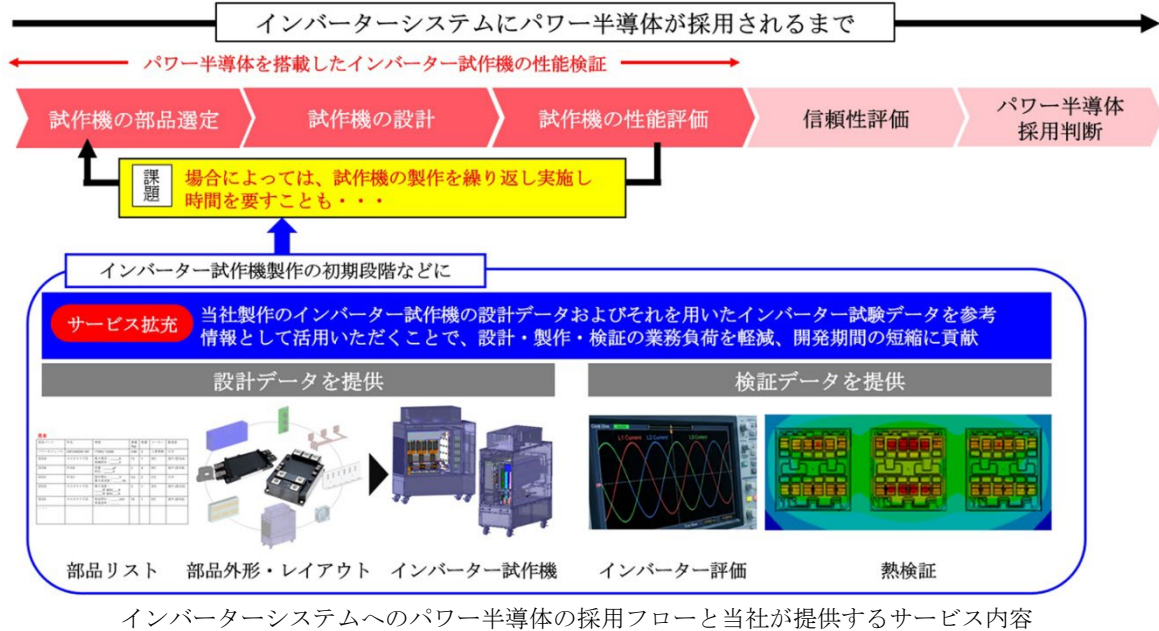 インバーターシステムにパワー半導体が採用されるまで
パワー半導体を搭載したインバーター試作機の性能検証
試作機の部品選定
試作機の設計
試作機の性能評価
信頼性評価
パワー半導体
採用判断
課題
場合によっては、試作機の製作を繰り返し実施し
時間を要すことも・・・
インバーター試作機製作の初期段階などに
サービス拡充
当社製作のインバーター試作機の設計データおよびそれを用いたインバーター試験データを参考
情報として活用いただくことで、設計・製作・検証の業務負荷を軽減、開発期間の短縮に貢献
設計データを提供
検証データを提供
L1 Current
L2 Current
L3 Current
部品リスト
部品外形・レイアウト
インバーター試作機
インバーター評価
熱検証
インバーターシステムへのパワー半導体の採用フローと当社が提供するサービス内容